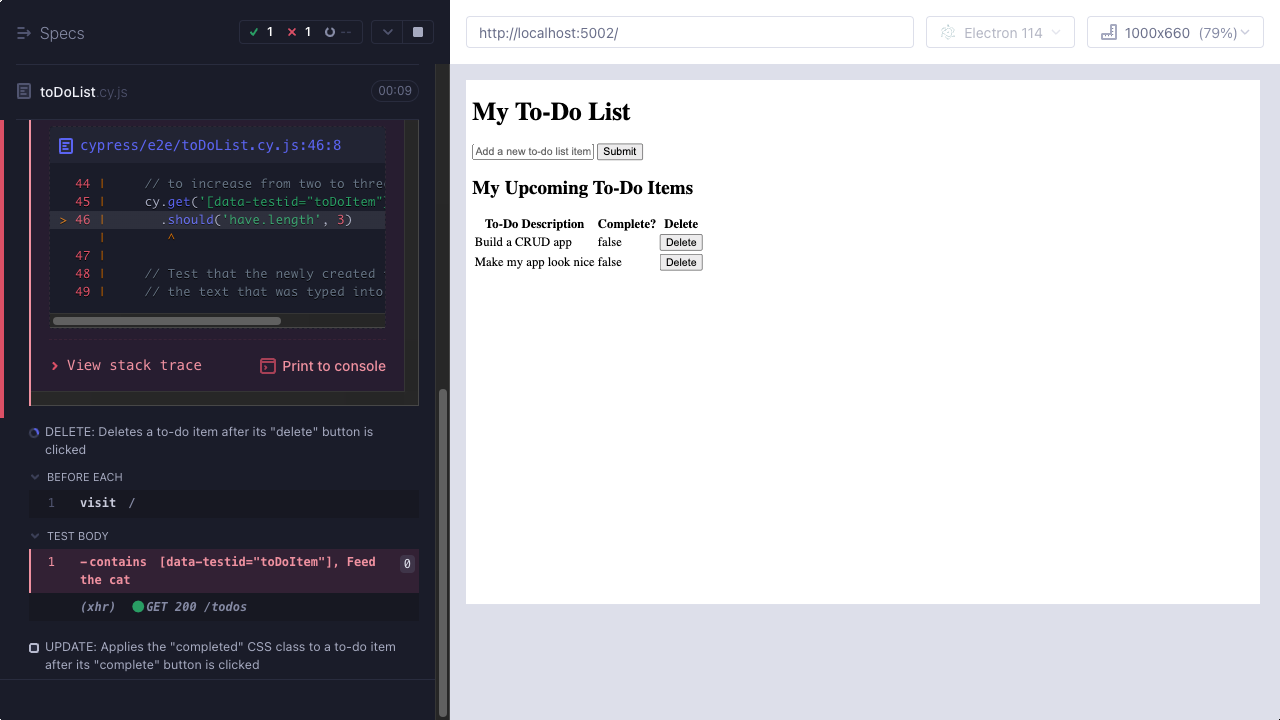 Specs
1
1
--
toDoList.cy.js
00:09
cypress/e2e/toDoList.cy.js:46:8
44 | // to increase from two to thre
45 | cy.get('[data-testid="toDoItem"]
> 46 | .should('have.length', 3)
| ^
47 |
48 | // Test that the newly created
49 | // the text that was typed into
> View stack trace
Print to console
DELETE: Deletes a to-do item after its "delete" button is
clicked
BEFORE EACH
1 visit /
TEST BODY
1 -contains [data-testid="toDoItem"], Feed
the cat
0
(xhr) GET 200 /todos
UPDATE: Applies the "completed" CSS class to a to-do item
after its "complete" button is clicked
http://localhost:5002/
Electron 114
1000x660 (79%)
My To-Do List
Add a new to-do list item
Submit
My Upcoming To-Do Items
To-Do Description Complete? Delete
Build a CRUD app false Delete
Make my app look nice false Delete